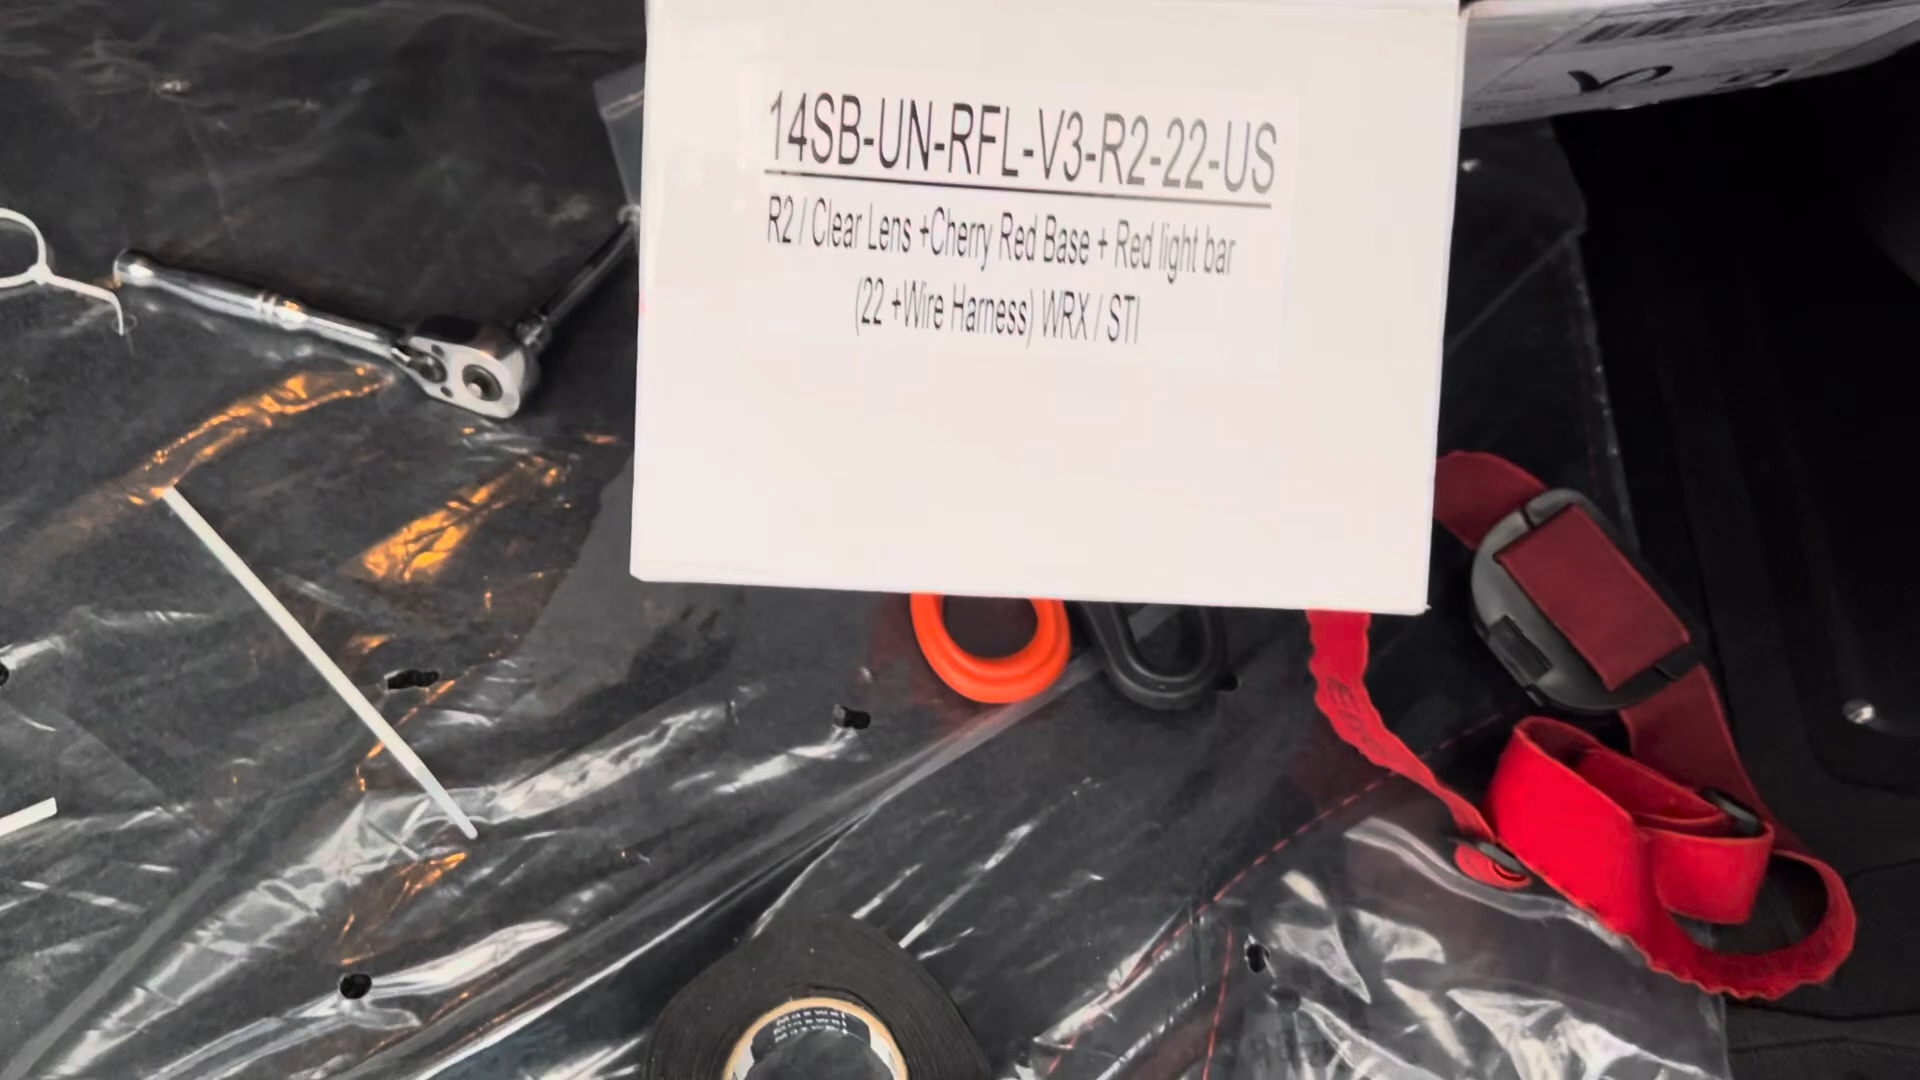 14SB-UN-RFL-V3-R2-22-US
R2 / Clear Lens +Cherry Red Base + Red light bar
(22 +Wire Harness) WRX / STI